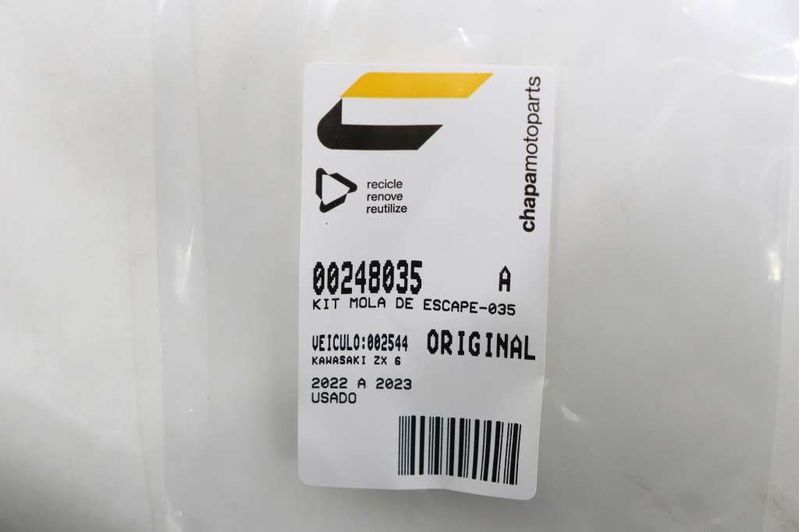 chapamotoparts
recicle
renove
reutilize
00248035 A
KIT MOLA DE ESCAPE-035
VEICULO:002544 ORIGINAL
KAWASAKI ZX 6
2022 A 2023
USADO